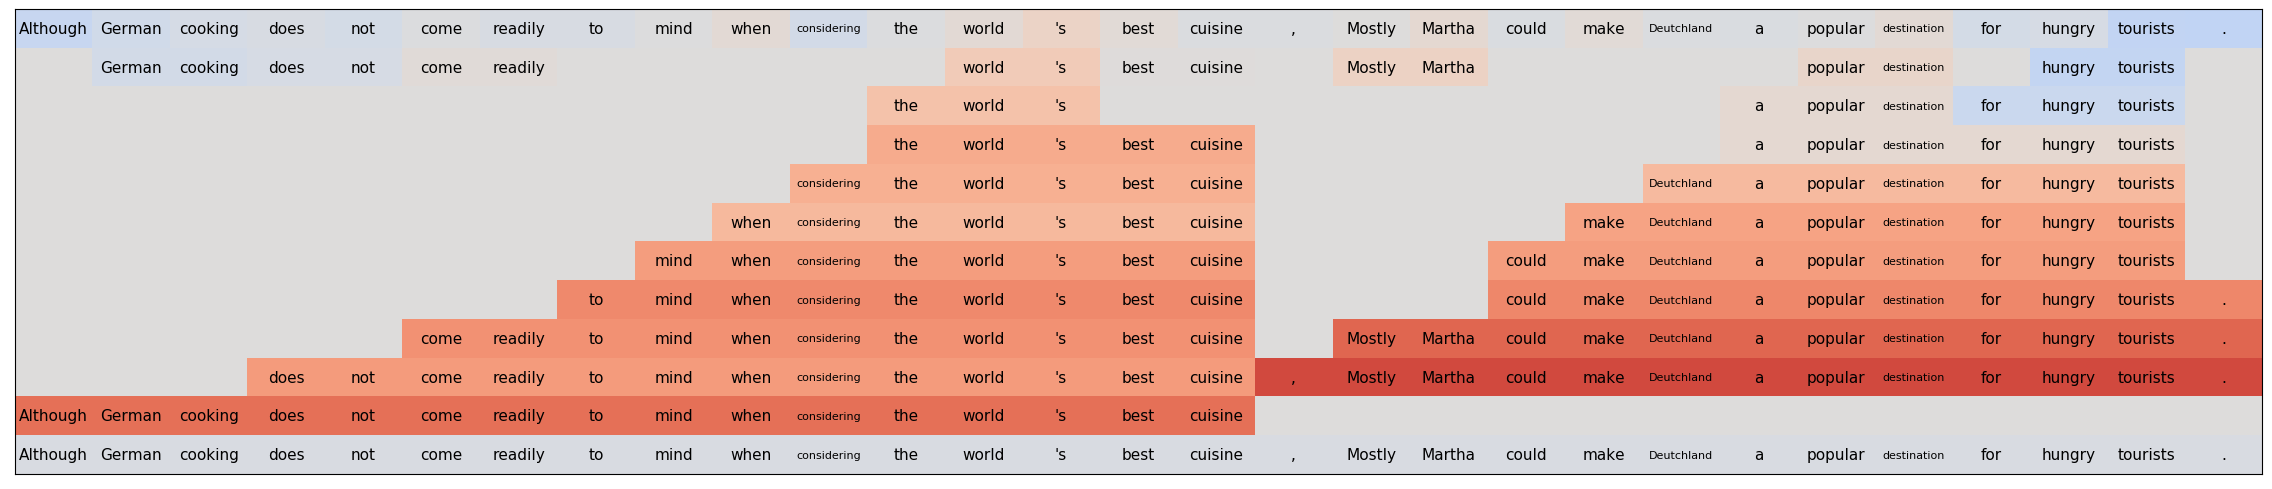 Although German cooking does not come readily to mind when considering the world 's best cuisine , Mostly Martha could make Deutchland a popular destination for hungry tourists .
German cooking does not come readily world 's best cuisine Mostly Martha popular destination hungry tourists
the world 's a popular destination for hungry tourists
the world 's best cuisine a popular destination for hungry tourists
considering the world 's best cuisine Deutchland a popular destination for hungry tourists
when considering the world 's best cuisine make Deutchland a popular destination for hungry tourists
mind when considering the world 's best cuisine could make Deutchland a popular destination for hungry tourists
to mind when considering the world 's best cuisine could make Deutchland a popular destination for hungry tourists .
come readily to mind when considering the world 's best cuisine Mostly Martha could make Deutchland a popular destination for hungry tourists .
does not come readily to mind when considering the world 's best cuisine , Mostly Martha could make Deutchland a popular destination for hungry tourists .
Although German cooking does not come readily to mind when considering the world 's best cuisine
Although German cooking does not come readily to mind when considering the world 's best cuisine , Mostly Martha could make Deutchland a popular destination for hungry tourists .